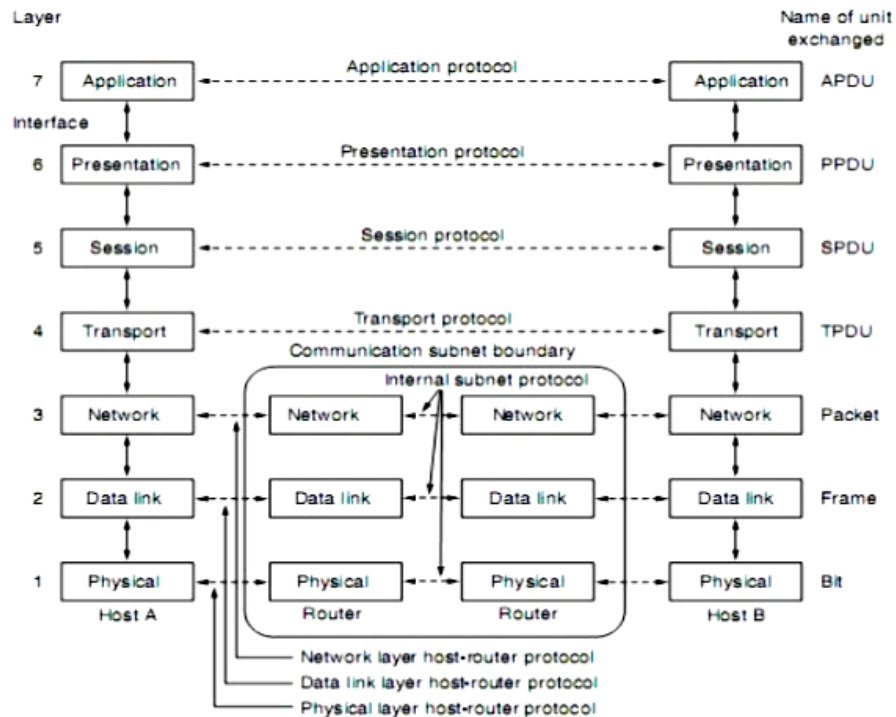 Layer
Name of unit
exchanged
Application protocol
7 Application Application APDU
Interface
Presentation protocol
6 Presentation Presentation PPDU
Session protocol
5 Session Session SPDU
Transport protocol
4 Transport Transport TPDU
Communication subnet boundary
Internal subnet protocol
3 Network Network Network Network Packet
2 Data link Data link Data link Data link Frame
1 Physical Physical Physical Physical Bit
Host A Router Router Host B
Network layer host-router protocol
Data link layer host-router protocol
Physical layer host-router protocol